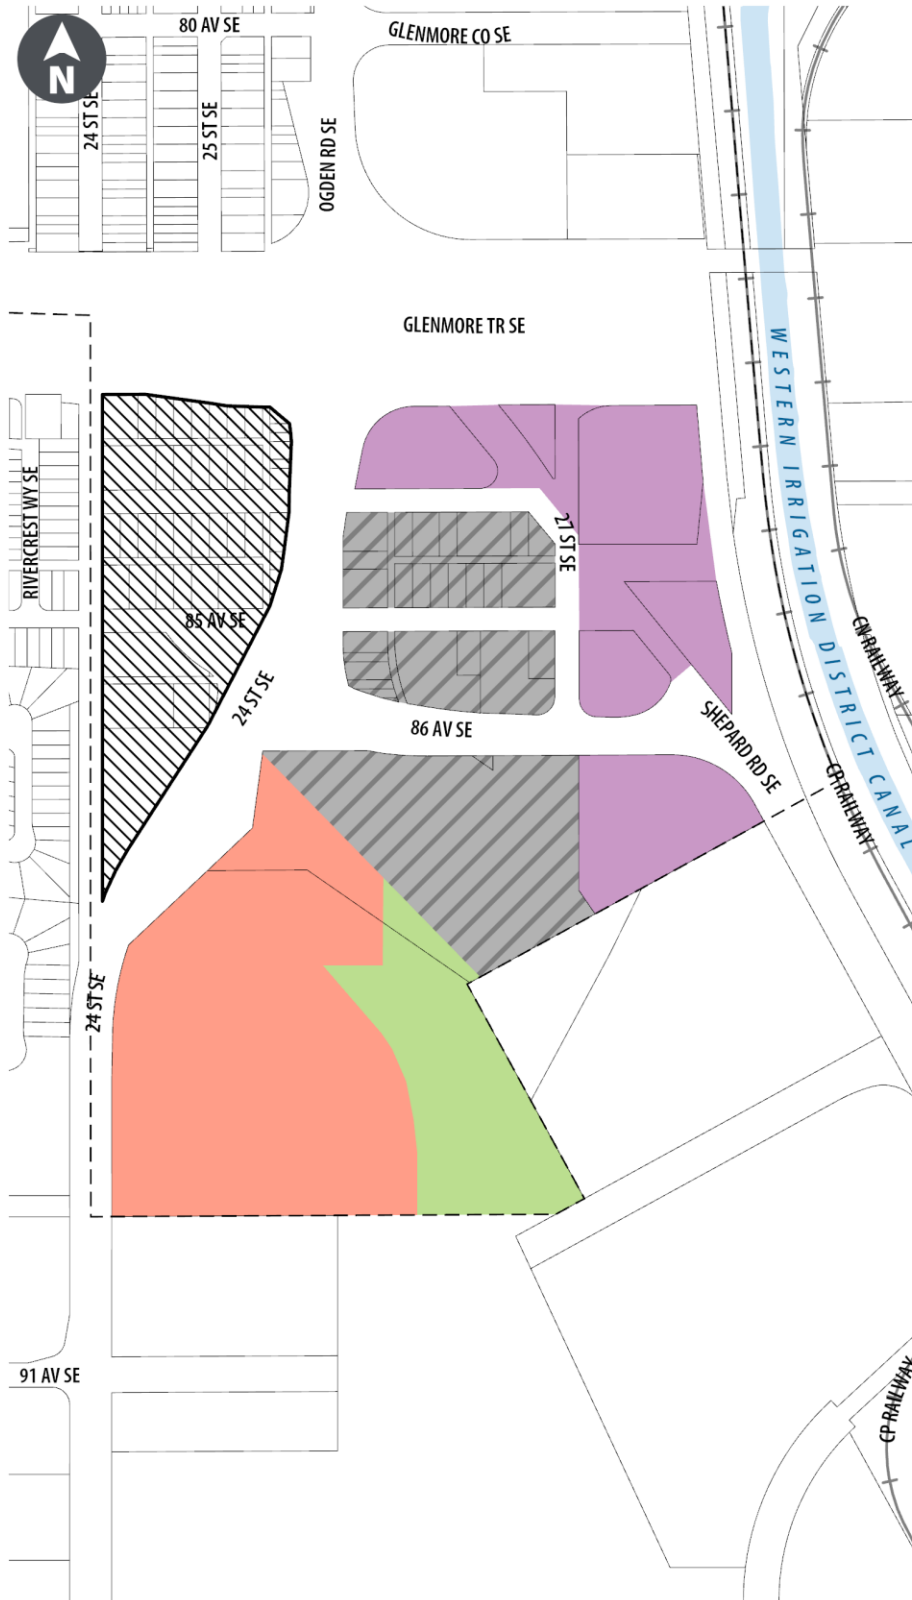 80 AV SE
GLENMORE CO SE
N
24 ST SE
25 ST SE
OGDEN RD SE
GLENMORE TR SE
WESTERN IRRIGATION DISTRICT CANAL
RIVERCREST WY SE
27 ST SE
85 AV SE
CN RAILWAY
24 ST SE
86 AV SE
SHEPARD RD SE
CP RAILWAY
24 ST SE
91 AV SE
CP RAILWAY